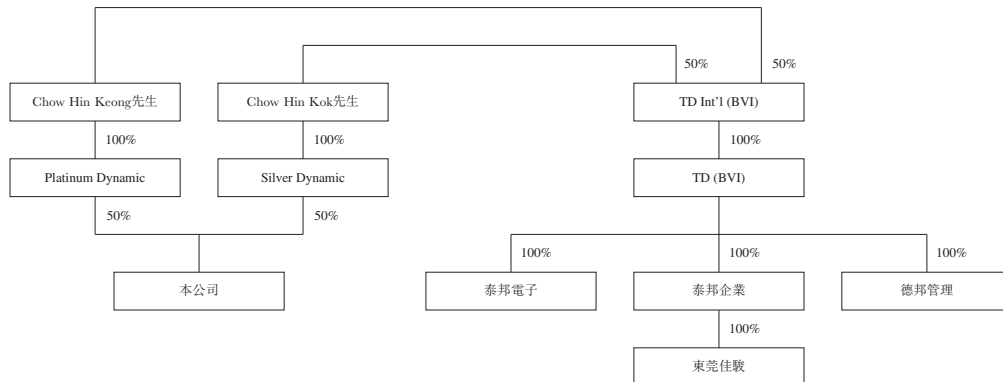 50%
50%
Chow Hin Keong先生
Chow Hin Kok先生
TD Int'l (BVI)
100%
100%
100%
Platinum Dynamic
Silver Dynamic
TD (BVI)
50%
50%
100%
100%
100%
本公司
泰邦電子
泰邦企業
德邦管理
100%
東莞佳駿